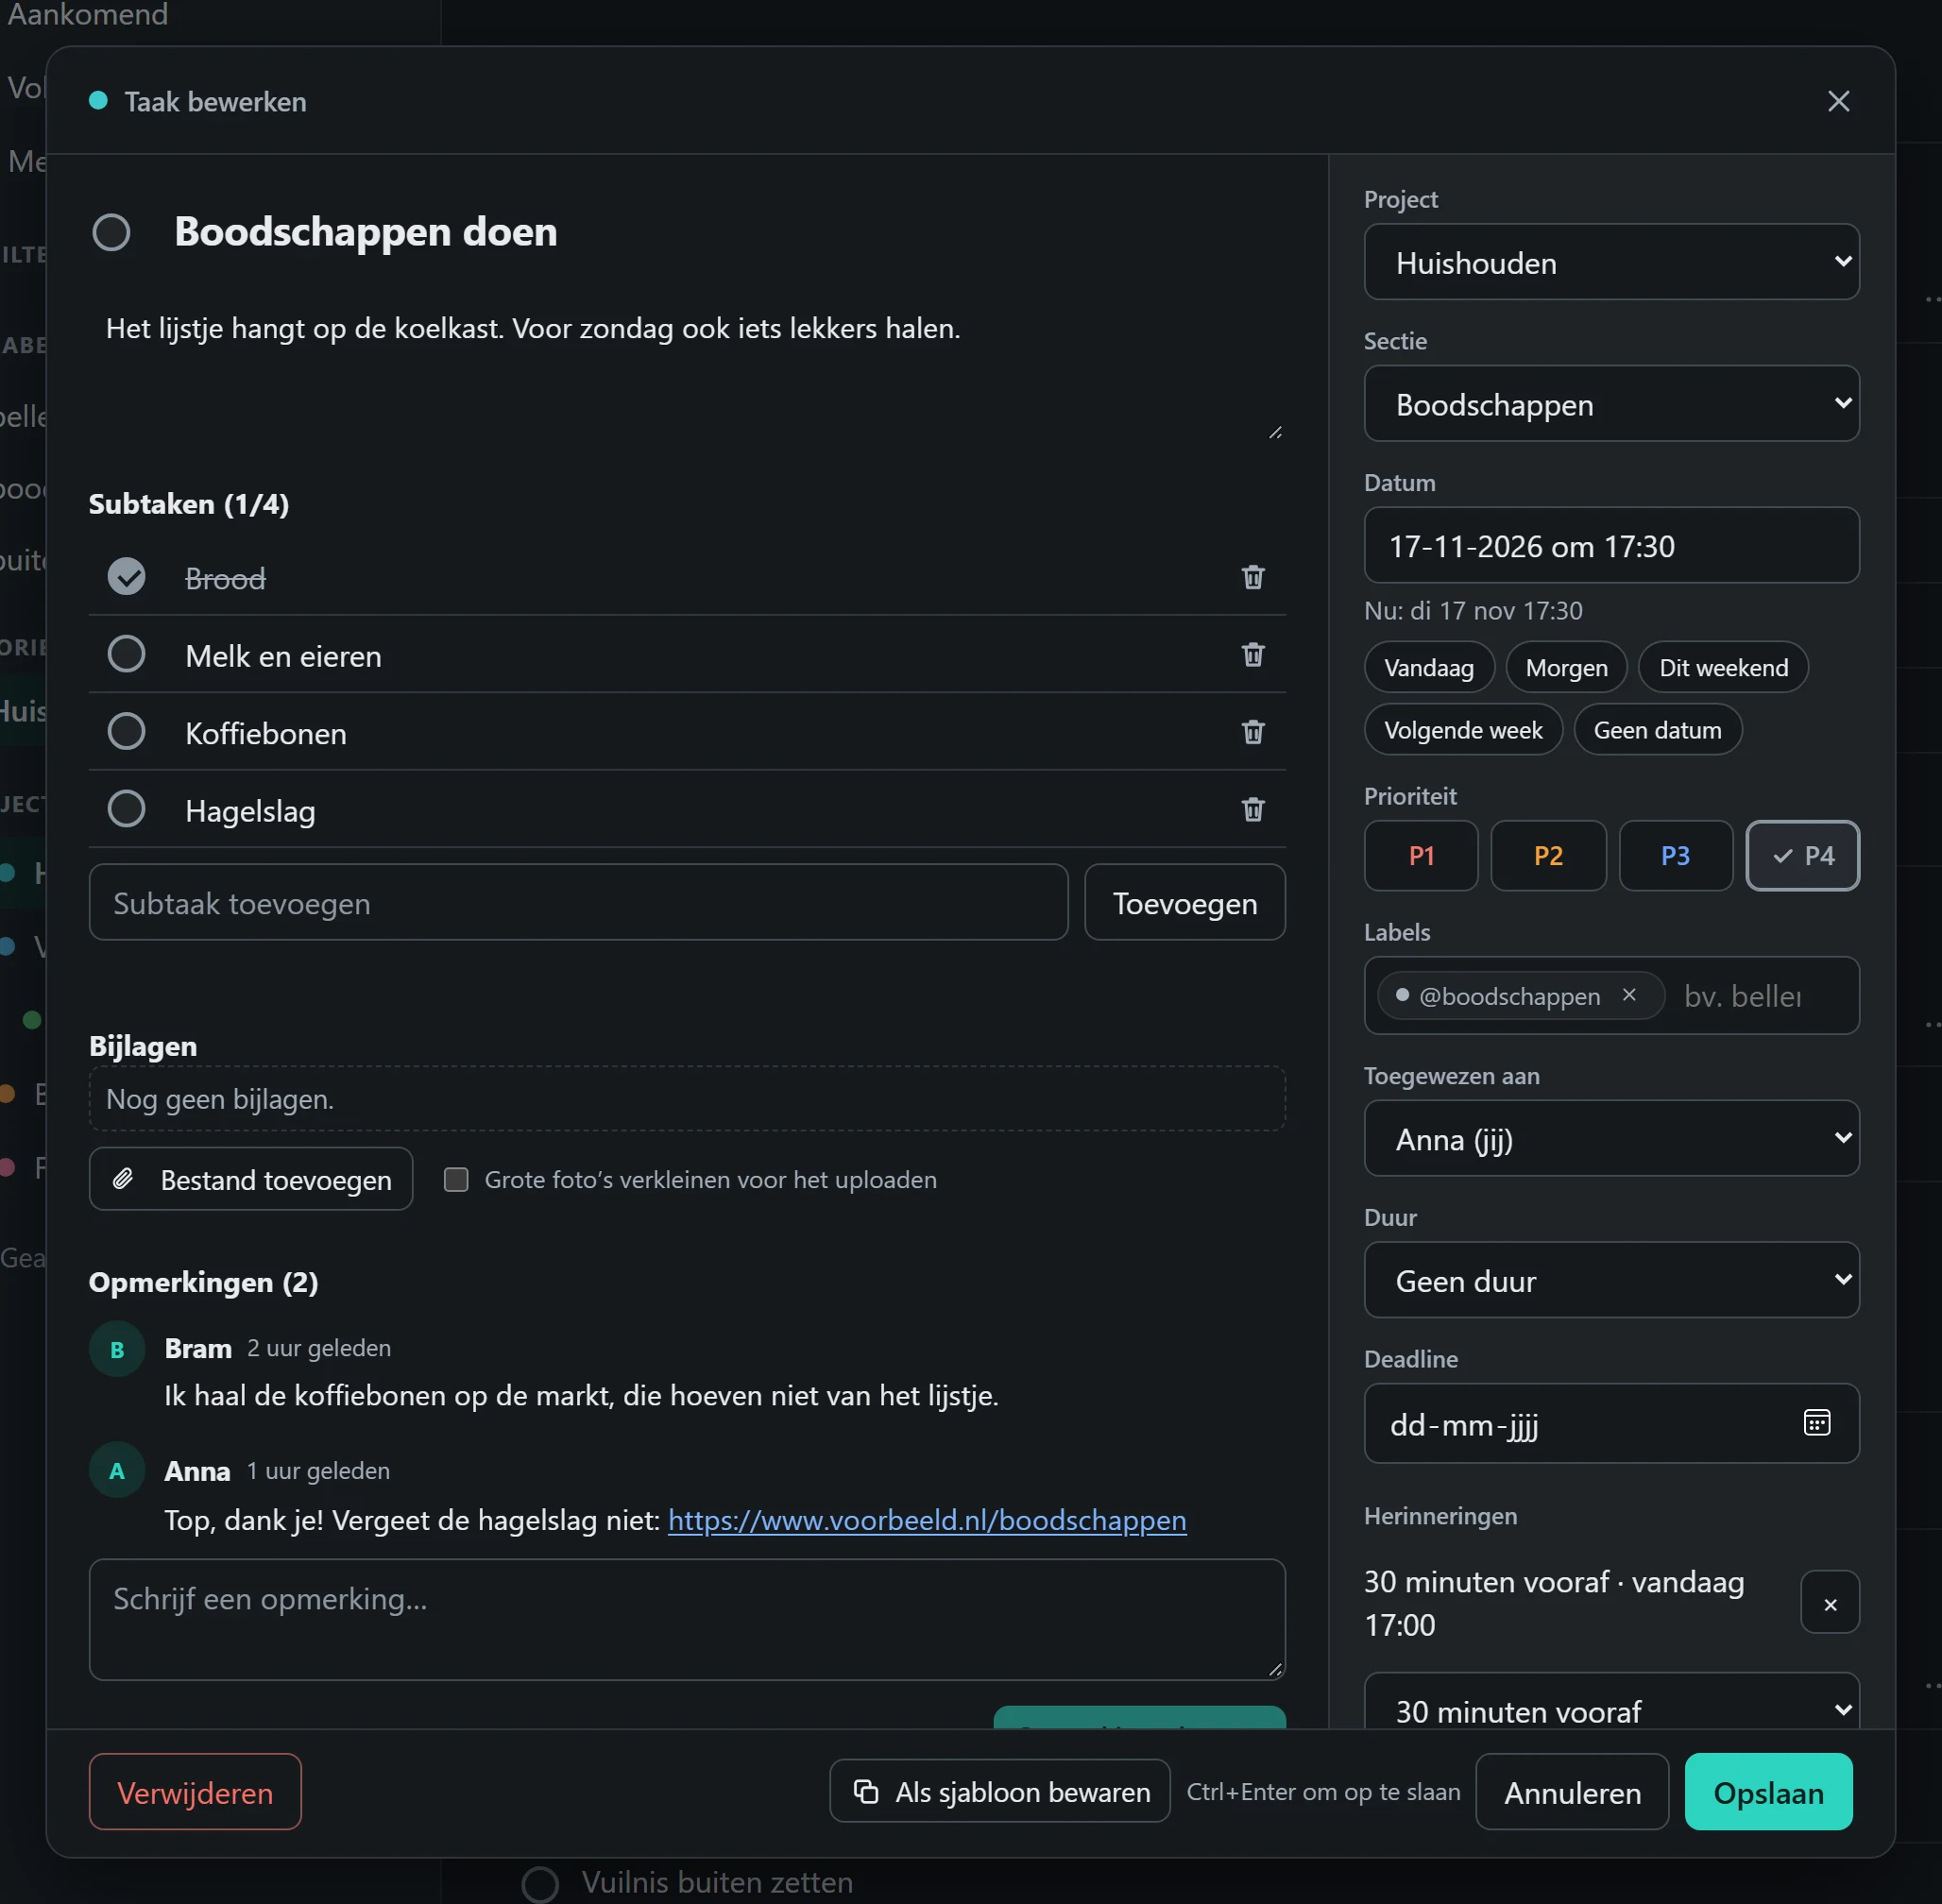 Aankomend
Taak bewerken
Boodschappen doen
Het lijstje hangt op de koelkast. Voor zondag ook iets lekkers halen.
Subtaken (1/4)
Brood
Melk en eieren
Koffiebonen
Hagelslag
Subtaak toevoegen
Toevoegen
Bijlagen
Nog geen bijlagen.
Bestand toevoegen
Grote foto’s verkleinen voor het uploaden
Opmerkingen (2)
B
Bram 2 uur geleden
Ik haal de koffiebonen op de markt, die hoeven niet van het lijstje.
A
Anna 1 uur geleden
Top, dank je! Vergeet de hagelslag niet: https://www.voorbeeld.nl/boodschappen
Schrijf een opmerking...
Project
Huishouden
Sectie
Boodschappen
Datum
17-11-2026 om 17:30
Nu: di 17 nov 17:30
Vandaag Morgen Dit weekend
Volgende week Geen datum
Prioriteit
P1 P2 P3 P4
Labels
@boodschappen bv. beller
Toegewezen aan
Anna (jij)
Duur
Geen duur
Deadline
dd-mm-jjjj
Herinneringen
30 minuten vooraf · vandaag
17:00
30 minuten vooraf
Verwijderen
Als sjabloon bewaren
Ctrl+Enter om op te slaan
Annuleren
Opslaan
Vuilnis buiten zetten